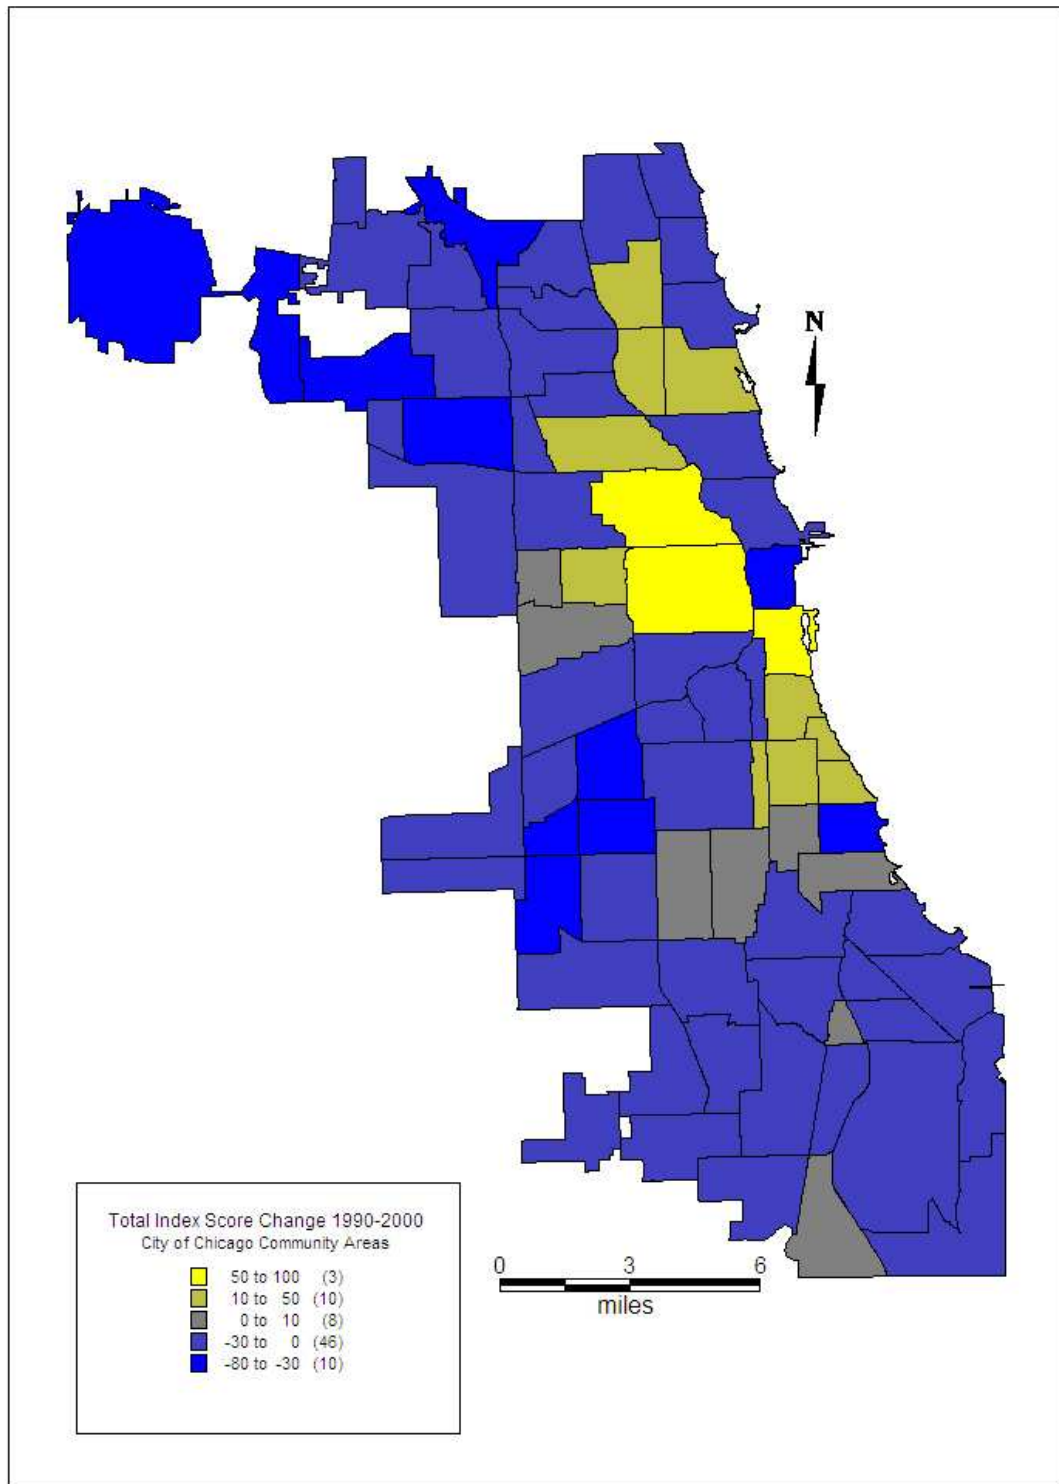 N
Total Index Score Change 1990-2000
City of Chicago Community Areas
50 to 100 (3)
10 to 50 (10)
0 to 10 (8)
-30 to 0 (46)
-80 to -30 (10)
0 3 6
miles